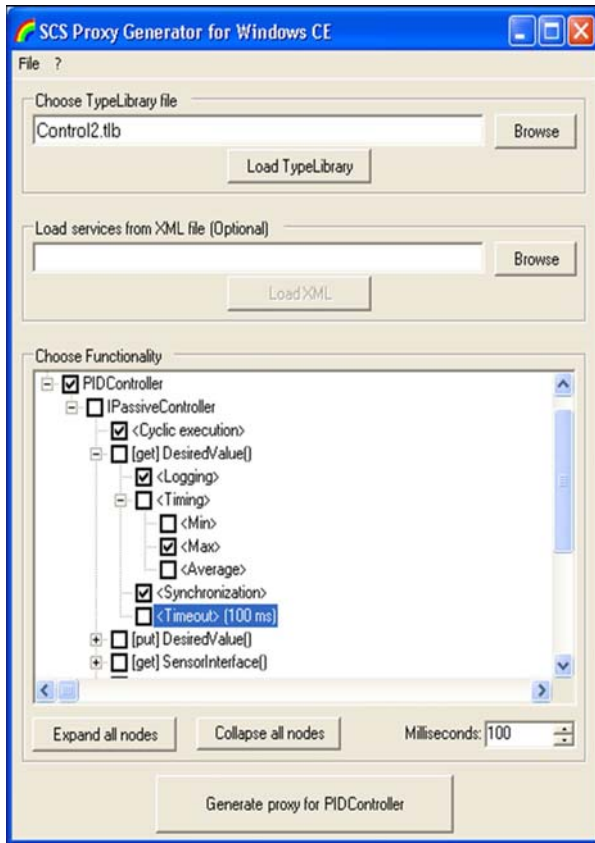 SCS Proxy Generator for Windows CE
File ?
Choose TypeLibrary file
Control2.tlb
Browse
Load TypeLibrary
Load services from XML file (Optional)
Browse
Load XML
Choose Functionality
PIDController
IPassiveController
<Cyclic execution>
[get] DesiredValue()
<Logging>
<Timing>
<Min>
<Max>
<Average>
<Synchronization>
<Timeout> (100 ms)
[put] DesiredValue()
[get] SensorInterface()
Expand all nodes
Collapse all nodes
Milliseconds: 100
Generate proxy for PIDController